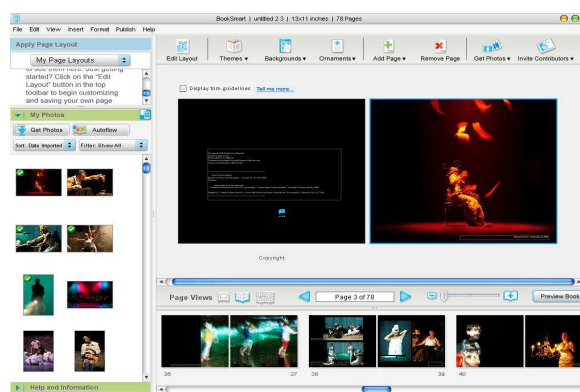 BookSmart | untitled 2 3 | 13x11 inches | 78 Pages
File Edit View Insert Format Publish Help
Apply Page Layout
My Page Layouts
started? Click on the "Edit
Layout" button in the top
toolbar to begin customizing
and saving your own page
My Photos
Get Photos Autoflow
Sort: Date Imported Filter: Show All
Help and Information
Edit Layout Themes Backgrounds Ornaments Add Page Remove Page Get Photos Invite Contributors
Display trim guidelines Tell me more...
Copyright
Page Views Page 3 of 78 Preview Book
36 37 38 39 40